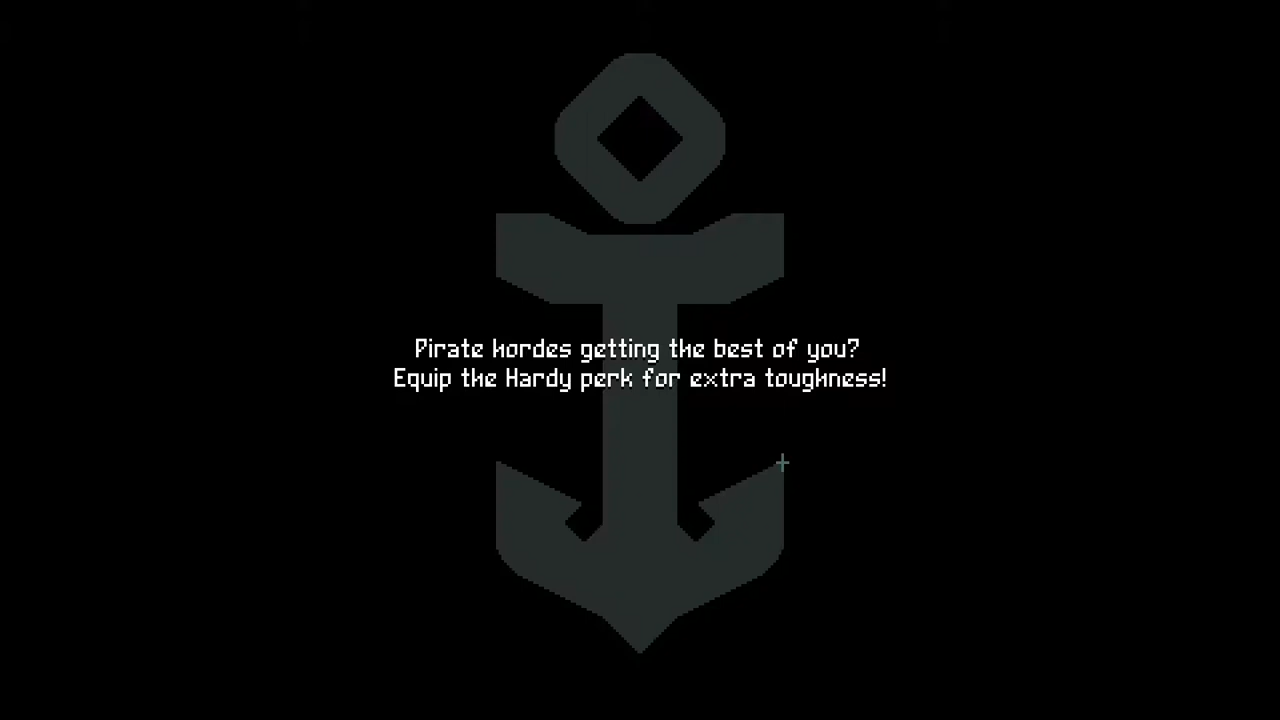 Pirate hordes getting the best of you?
Equip the Hardy perk for extra toughness!